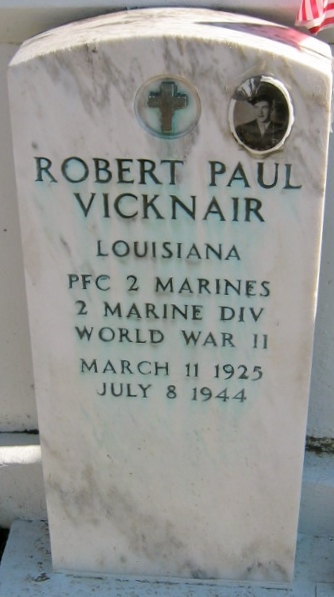 ROBERT PAUL
VICKNAIR
LOUISIANA
PFC 2 MARINES
2 MARINE DIV
WORLD WAR II
MARCH 11 1925
JULY 8 1944